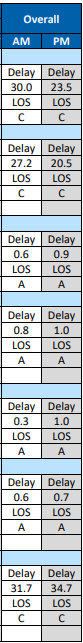 Overall
AM PM
Delay Delay
30.0 23.5
LOS LOS
C C
Delay Delay
27.2 20.5
LOS LOS
C C
Delay Delay
0.6 0.9
LOS LOS
A A
Delay Delay
0.8 1.0
LOS LOS
A A
Delay Delay
0.3 1.0
LOS LOS
A A
Delay Delay
0.6 0.7
LOS LOS
A A
Delay Delay
31.7 34.7
LOS LOS
C C